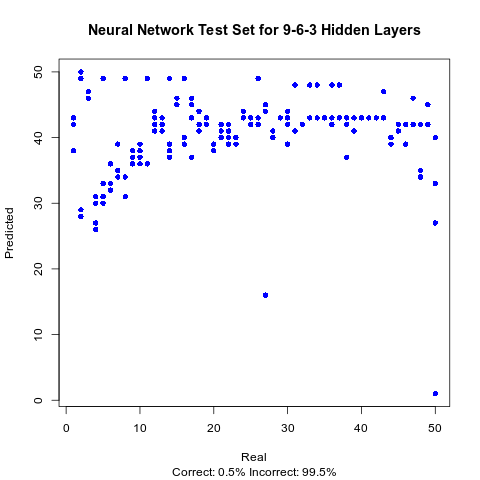 Neural Network Test Set for 9-6-3 Hidden Layers
50
40
30
20
10
0
Predicted
0 10 20 30 40 50
Real
Correct: 0.5% Incorrect: 99.5%